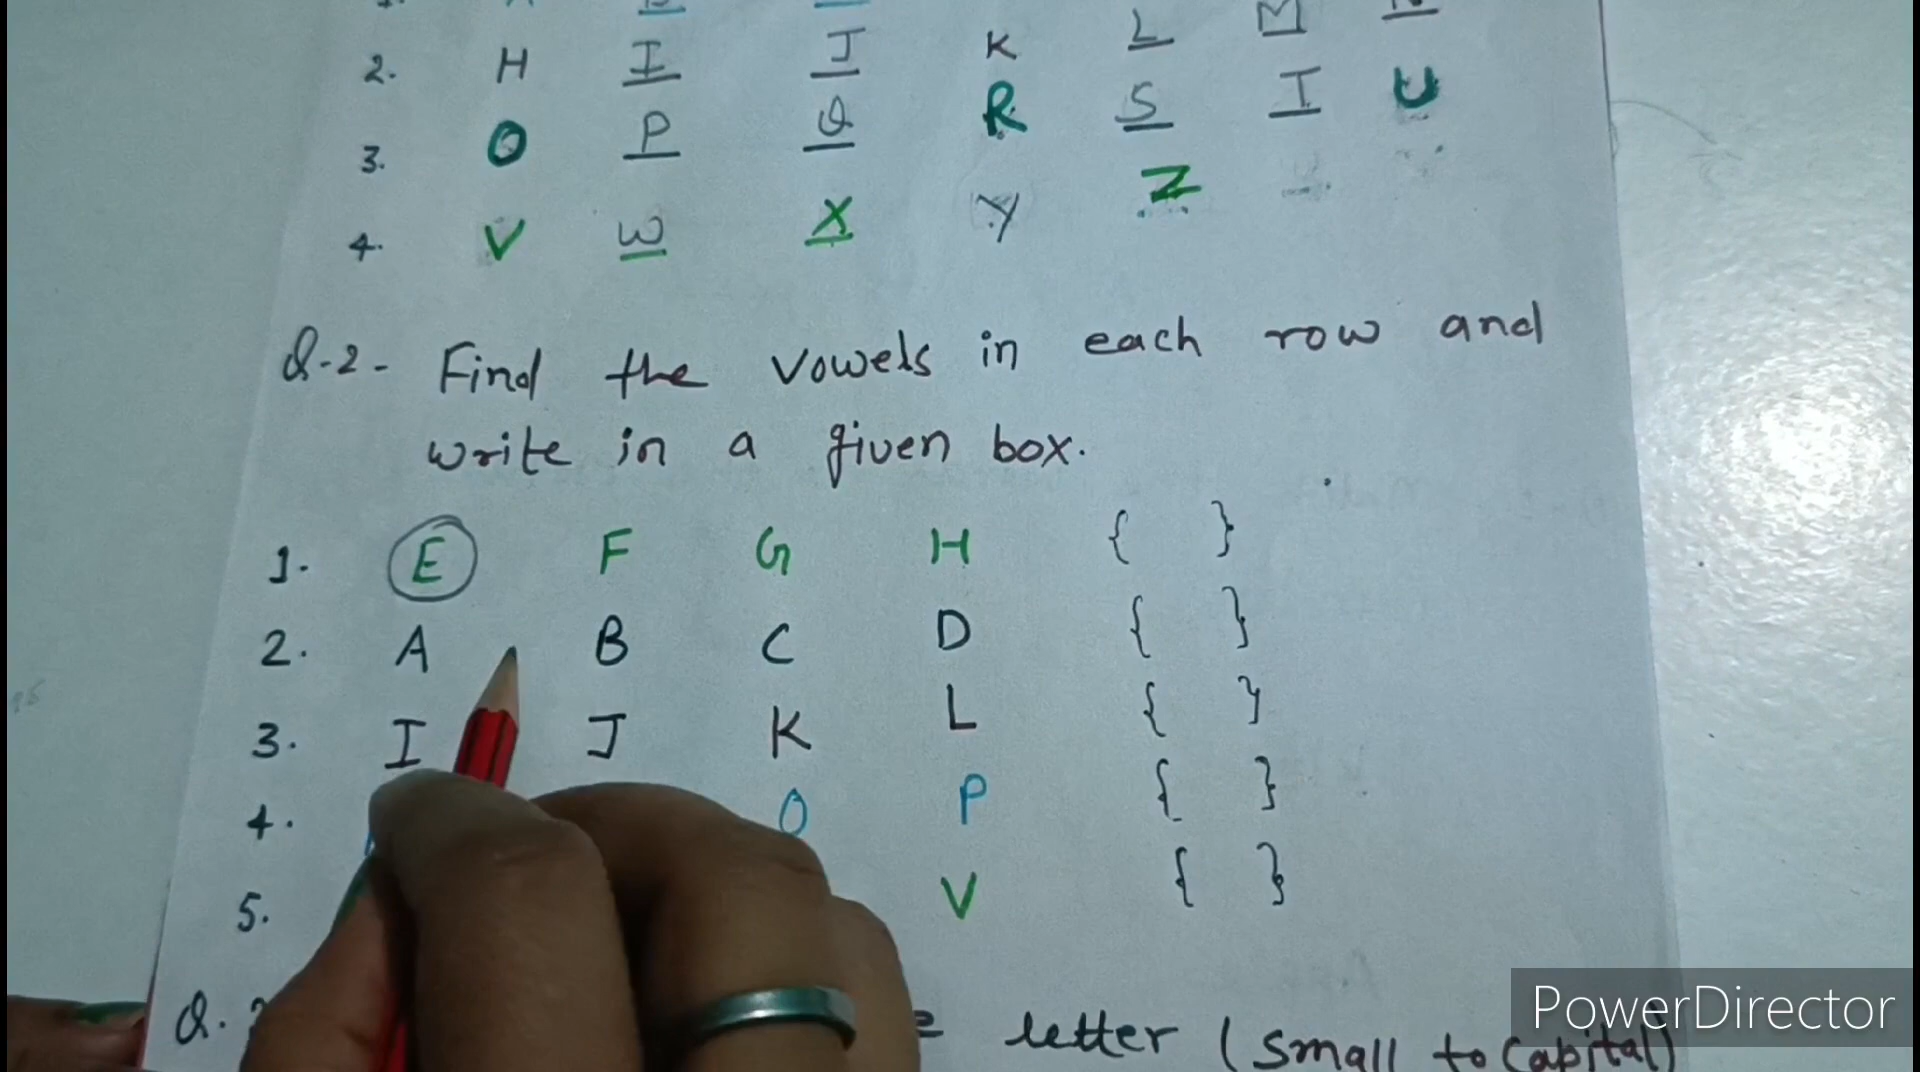 2. H I J K L M
3. O P Q R S I U
4. V W X Y Z
Q.2- Find the vowels in each row and
write in a given box.
1. E F G H { }
2. A B C D { }
3. I J K L { }
4. O P { }
5. V { }
Q. letter (small to capital)
PowerDirector